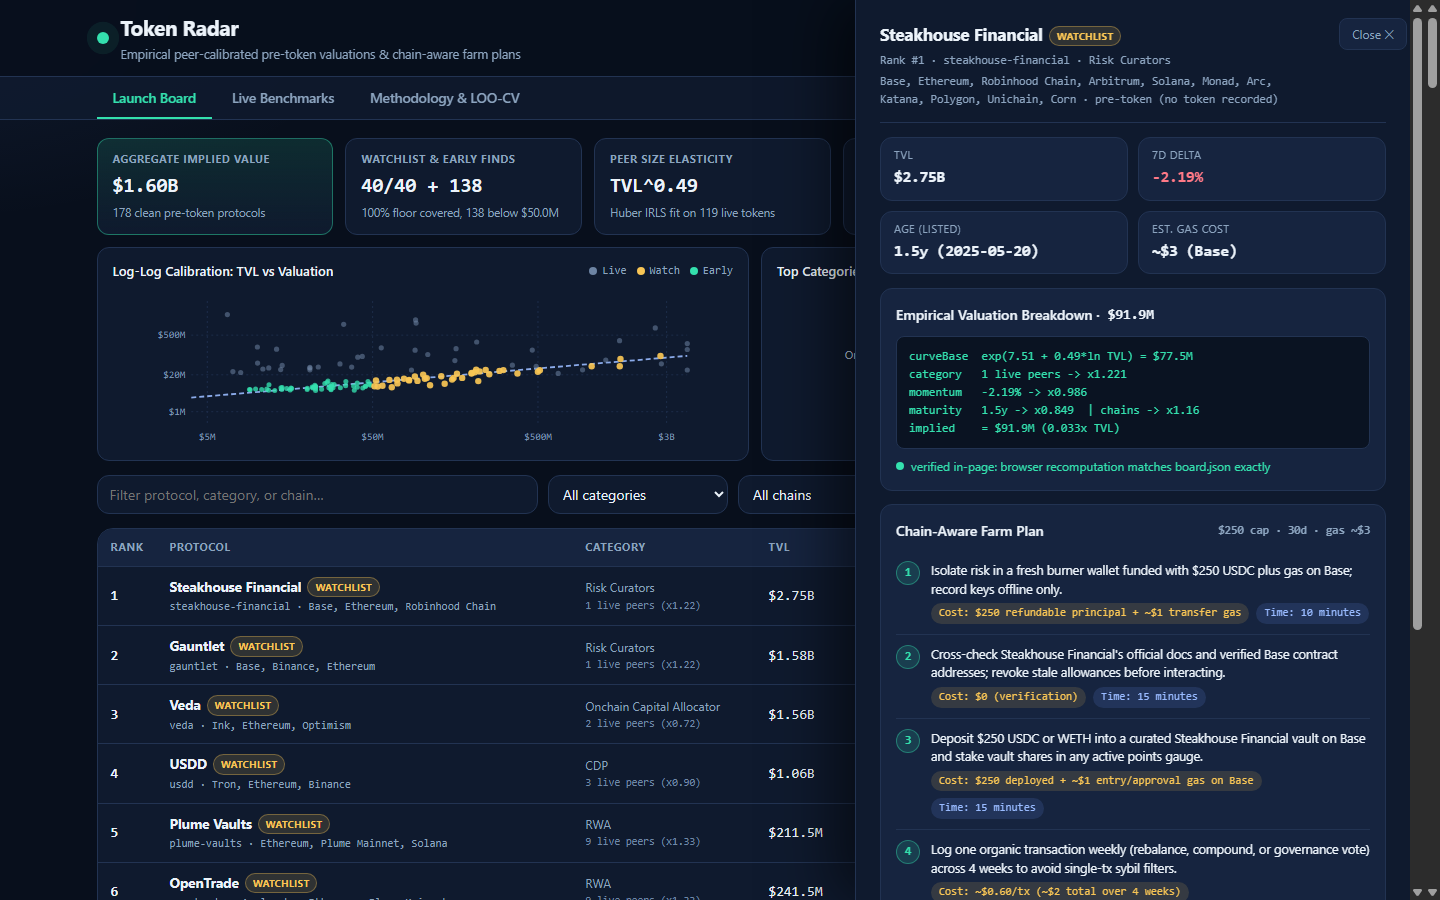 Token Radar
Empirical peer-calibrated pre-token valuations & chain-aware farm plans
Launch Board
Live Benchmarks
Methodology & LOO-CV
AGGREGATE IMPLIED VALUE
$1.60B
178 clean pre-token protocols
WATCHLIST & EARLY FINDS
40/40 + 138
100% floor covered, 138 below $50.0M
PEER SIZE ELASTICITY
TVL^0.49
Huber IRLS fit on 119 live tokens
Log-Log Calibration: TVL vs Valuation
Live
Watch
Early
$500M
$20M
$1M
$5M
$50M
$500M
$3B
Top Categorie
Filter protocol, category, or chain...
All categories
All chains
RANK
PROTOCOL
CATEGORY
TVL
1
Steakhouse Financial WATCHLIST
steakhouse-financial · Base, Ethereum, Robinhood Chain
Risk Curators
1 live peers (x1.22)
$2.75B
2
Gauntlet WATCHLIST
gauntlet · Base, Binance, Ethereum
Risk Curators
1 live peers (x1.22)
$1.58B
3
Veda WATCHLIST
veda · Ink, Ethereum, Optimism
Onchain Capital Allocator
2 live peers (x0.72)
$1.56B
4
USDD WATCHLIST
usdd · Tron, Ethereum, Binance
CDP
3 live peers (x0.90)
$1.06B
5
Plume Vaults WATCHLIST
plume-vaults · Ethereum, Plume Mainnet, Solana
RWA
9 live peers (x1.33)
$211.5M
6
OpenTrade WATCHLIST
RWA
$241.5M
Steakhouse Financial WATCHLIST
Close ×
Rank #1 · steakhouse-financial · Risk Curators
Base, Ethereum, Robinhood Chain, Arbitrum, Solana, Monad, Arc,
Katana, Polygon, Unichain, Corn · pre-token (no token recorded)
TVL
$2.75B
7D DELTA
-2.19%
AGE (LISTED)
1.5y (2025-05-20)
EST. GAS COST
~$3 (Base)
Empirical Valuation Breakdown · $91.9M
curveBase exp(7.51 + 0.49*ln TVL) = $77.5M
category 1 live peers -> x1.221
momentum -2.19% -> x0.986
maturity 1.5y -> x0.849 | chains -> x1.16
implied = $91.9M (0.033x TVL)
verified in-page: browser recomputation matches board.json exactly
Chain-Aware Farm Plan
$250 cap · 30d · gas ~$3
1
Isolate risk in a fresh burner wallet funded with $250 USDC plus gas on Base;
record keys offline only.
Cost: $250 refundable principal + ~$1 transfer gas
Time: 10 minutes
2
Cross-check Steakhouse Financial's official docs and verified Base contract
addresses; revoke stale allowances before interacting.
Cost: $0 (verification)
Time: 15 minutes
3
Deposit $250 USDC or WETH into a curated Steakhouse Financial vault on Base
and stake vault shares in any active points gauge.
Cost: $250 deployed + ~$1 entry/approval gas on Base
Time: 15 minutes
4
Log one organic transaction weekly (rebalance, compound, or governance vote)
across 4 weeks to avoid single-tx sybil filters.
Cost: ~$0.60/tx (~$2 total over 4 weeks)